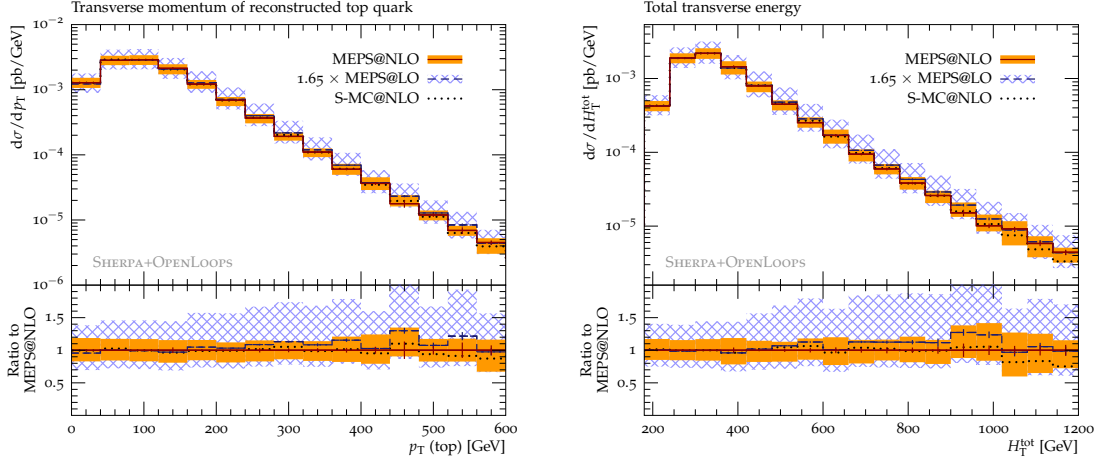 Transverse momentum of reconstructed top quark
dσ/dp_T [pb/GeV]
10^−2
10^−3
10^−4
10^−5
10^−6
MEPS@NLO
1.65 × MEPS@LO
S-MC@NLO
SHERPA+OPENLOOPS
Ratio to
MEPS@NLO
1.5
1
0.5
0 100 200 300 400 500 600
p_T (top) [GeV]
Total transverse energy
dσ/dH_T^tot [pb/GeV]
10^−3
10^−4
10^−5
MEPS@NLO
1.65 × MEPS@LO
S-MC@NLO
SHERPA+OPENLOOPS
Ratio to
MEPS@NLO
1.5
1
0.5
200 400 600 800 1000 1200
H_T^tot [GeV]